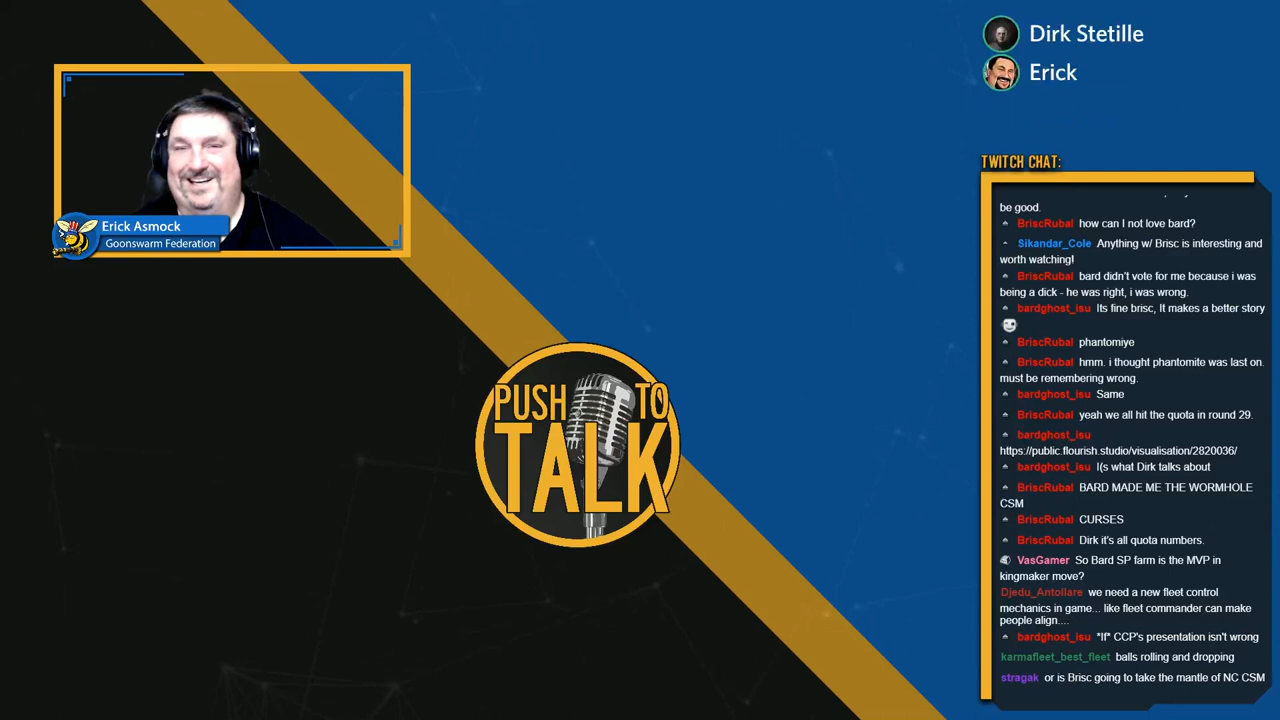 Dirk Stetille
Erick
TWITCH CHAT:
be good.
BriscRubal how can I not love bard?
Sikandar_Cole Anything w/ Brisc is interesting and
worth watching!
BriscRubal bard didn't vote for me because i was
being a dick - he was right, i was wrong.
bardghost_isu Its fine brisc, It makes a better story
BriscRubal phantomiye
BriscRubal hmm. i thought phantomite was last on.
must be remembering wrong.
bardghost_isu Same
BriscRubal yeah we all hit the quota in round 29.
bardghost_isu
https://public.flourish.studio/visualisation/2820036/
bardghost_isu I(s what Dirk talks about
BriscRubal BARD MADE ME THE WORMHOLE
CSM
BriscRubal CURSES
BriscRubal Dirk it's all quota numbers.
VasGamer So Bard SP farm is the MVP in
kingmaker move?
Djedu_Antollare we need a new fleet control
mechanics in game... like fleet commander can make
people align....
bardghost_isu *If* CCP's presentation isn't wrong
karmafleet_best_fleet balls rolling and dropping
stragak or is Brisc going to take the mantle of NC CSM
Erick Asmock
Goonswarm Federation
PUSH TO
TALK